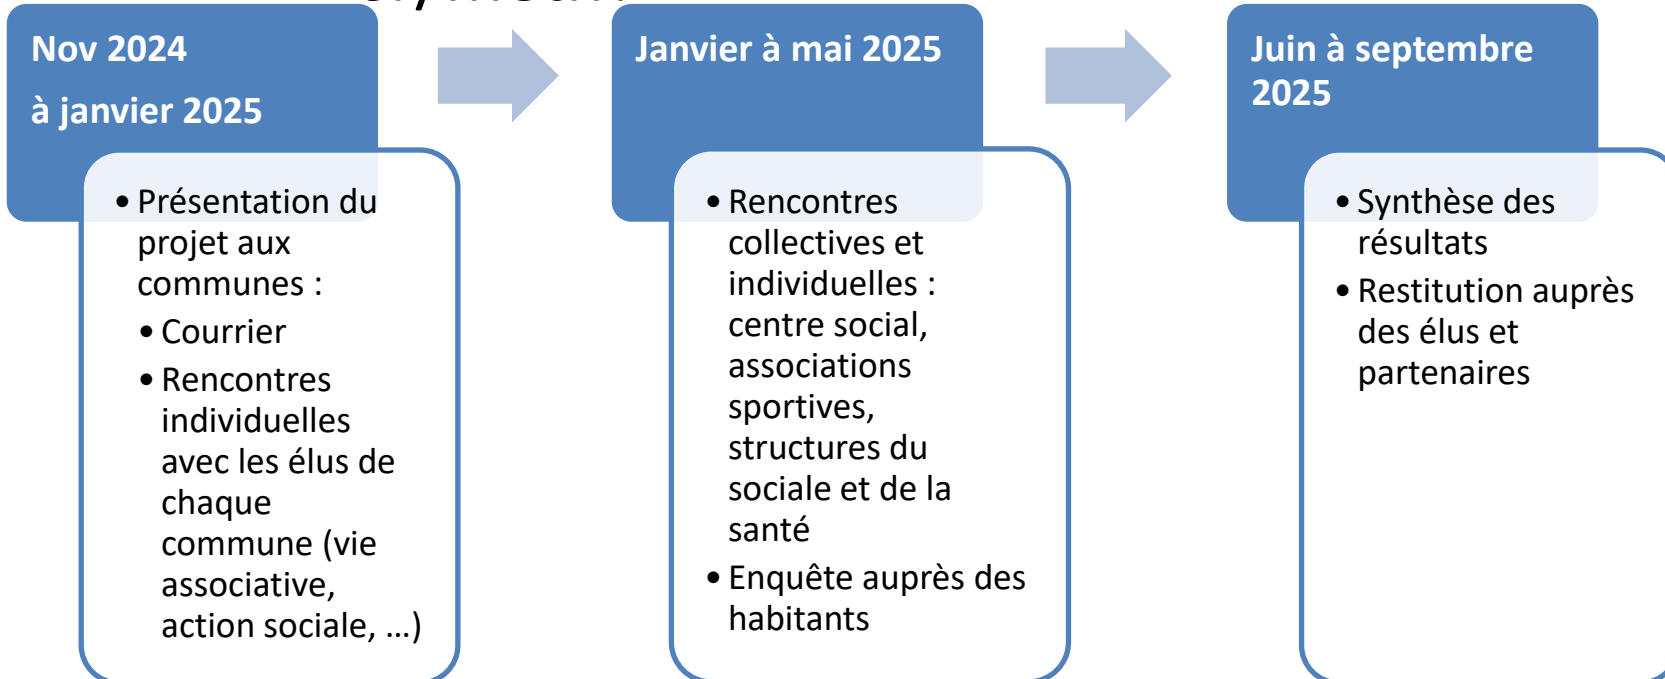 Nov 2024
à janvier 2025
• Présentation du
projet aux
communes :
• Courrier
• Rencontres
individuelles
avec les élus de
chaque
commune (vie
associative,
action sociale, …)
Janvier à mai 2025
• Rencontres
collectives et
individuelles :
centre social,
associations
sportives,
structures du
sociale et de la
santé
• Enquête auprès des
habitants
Juin à septembre
2025
• Synthèse des
résultats
• Restitution auprès
des élus et
partenaires